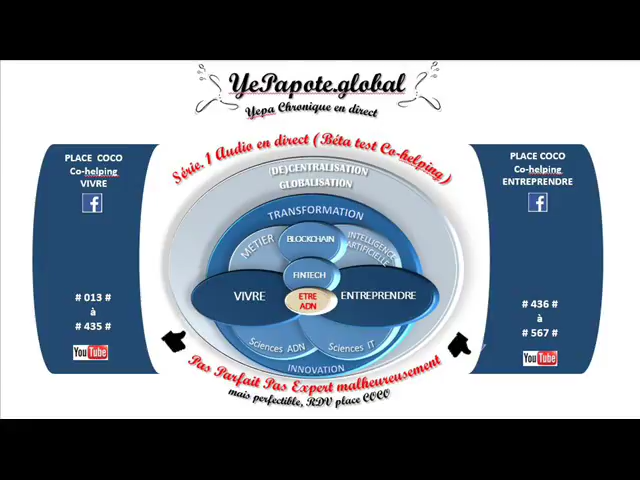 YePapote.global
Yepa Chronique en direct
Série, 1 Audio en direct (Béta test Co-helping)
PLACE COCO
Co-helping
VIVRE
# 013 #
à
# 435 #
YouTube
(DE)CENTRALISATION
GLOBALISATION
TRANSFORMATION
METIER
BLOCKCHAIN
INTELLIGENCE
ARTIFICIELLE
FINTECH
VIVRE
ETRE
ADN
ENTREPRENDRE
Sciences ADN
Sciences IT
INNOVATION
PLACE COCO
Co-helping
ENTREPRENDRE
# 436 #
à
# 567 #
YouTube
Pas Parfait Pas Expert malheureusement
mais perfectible, RDV place COCO